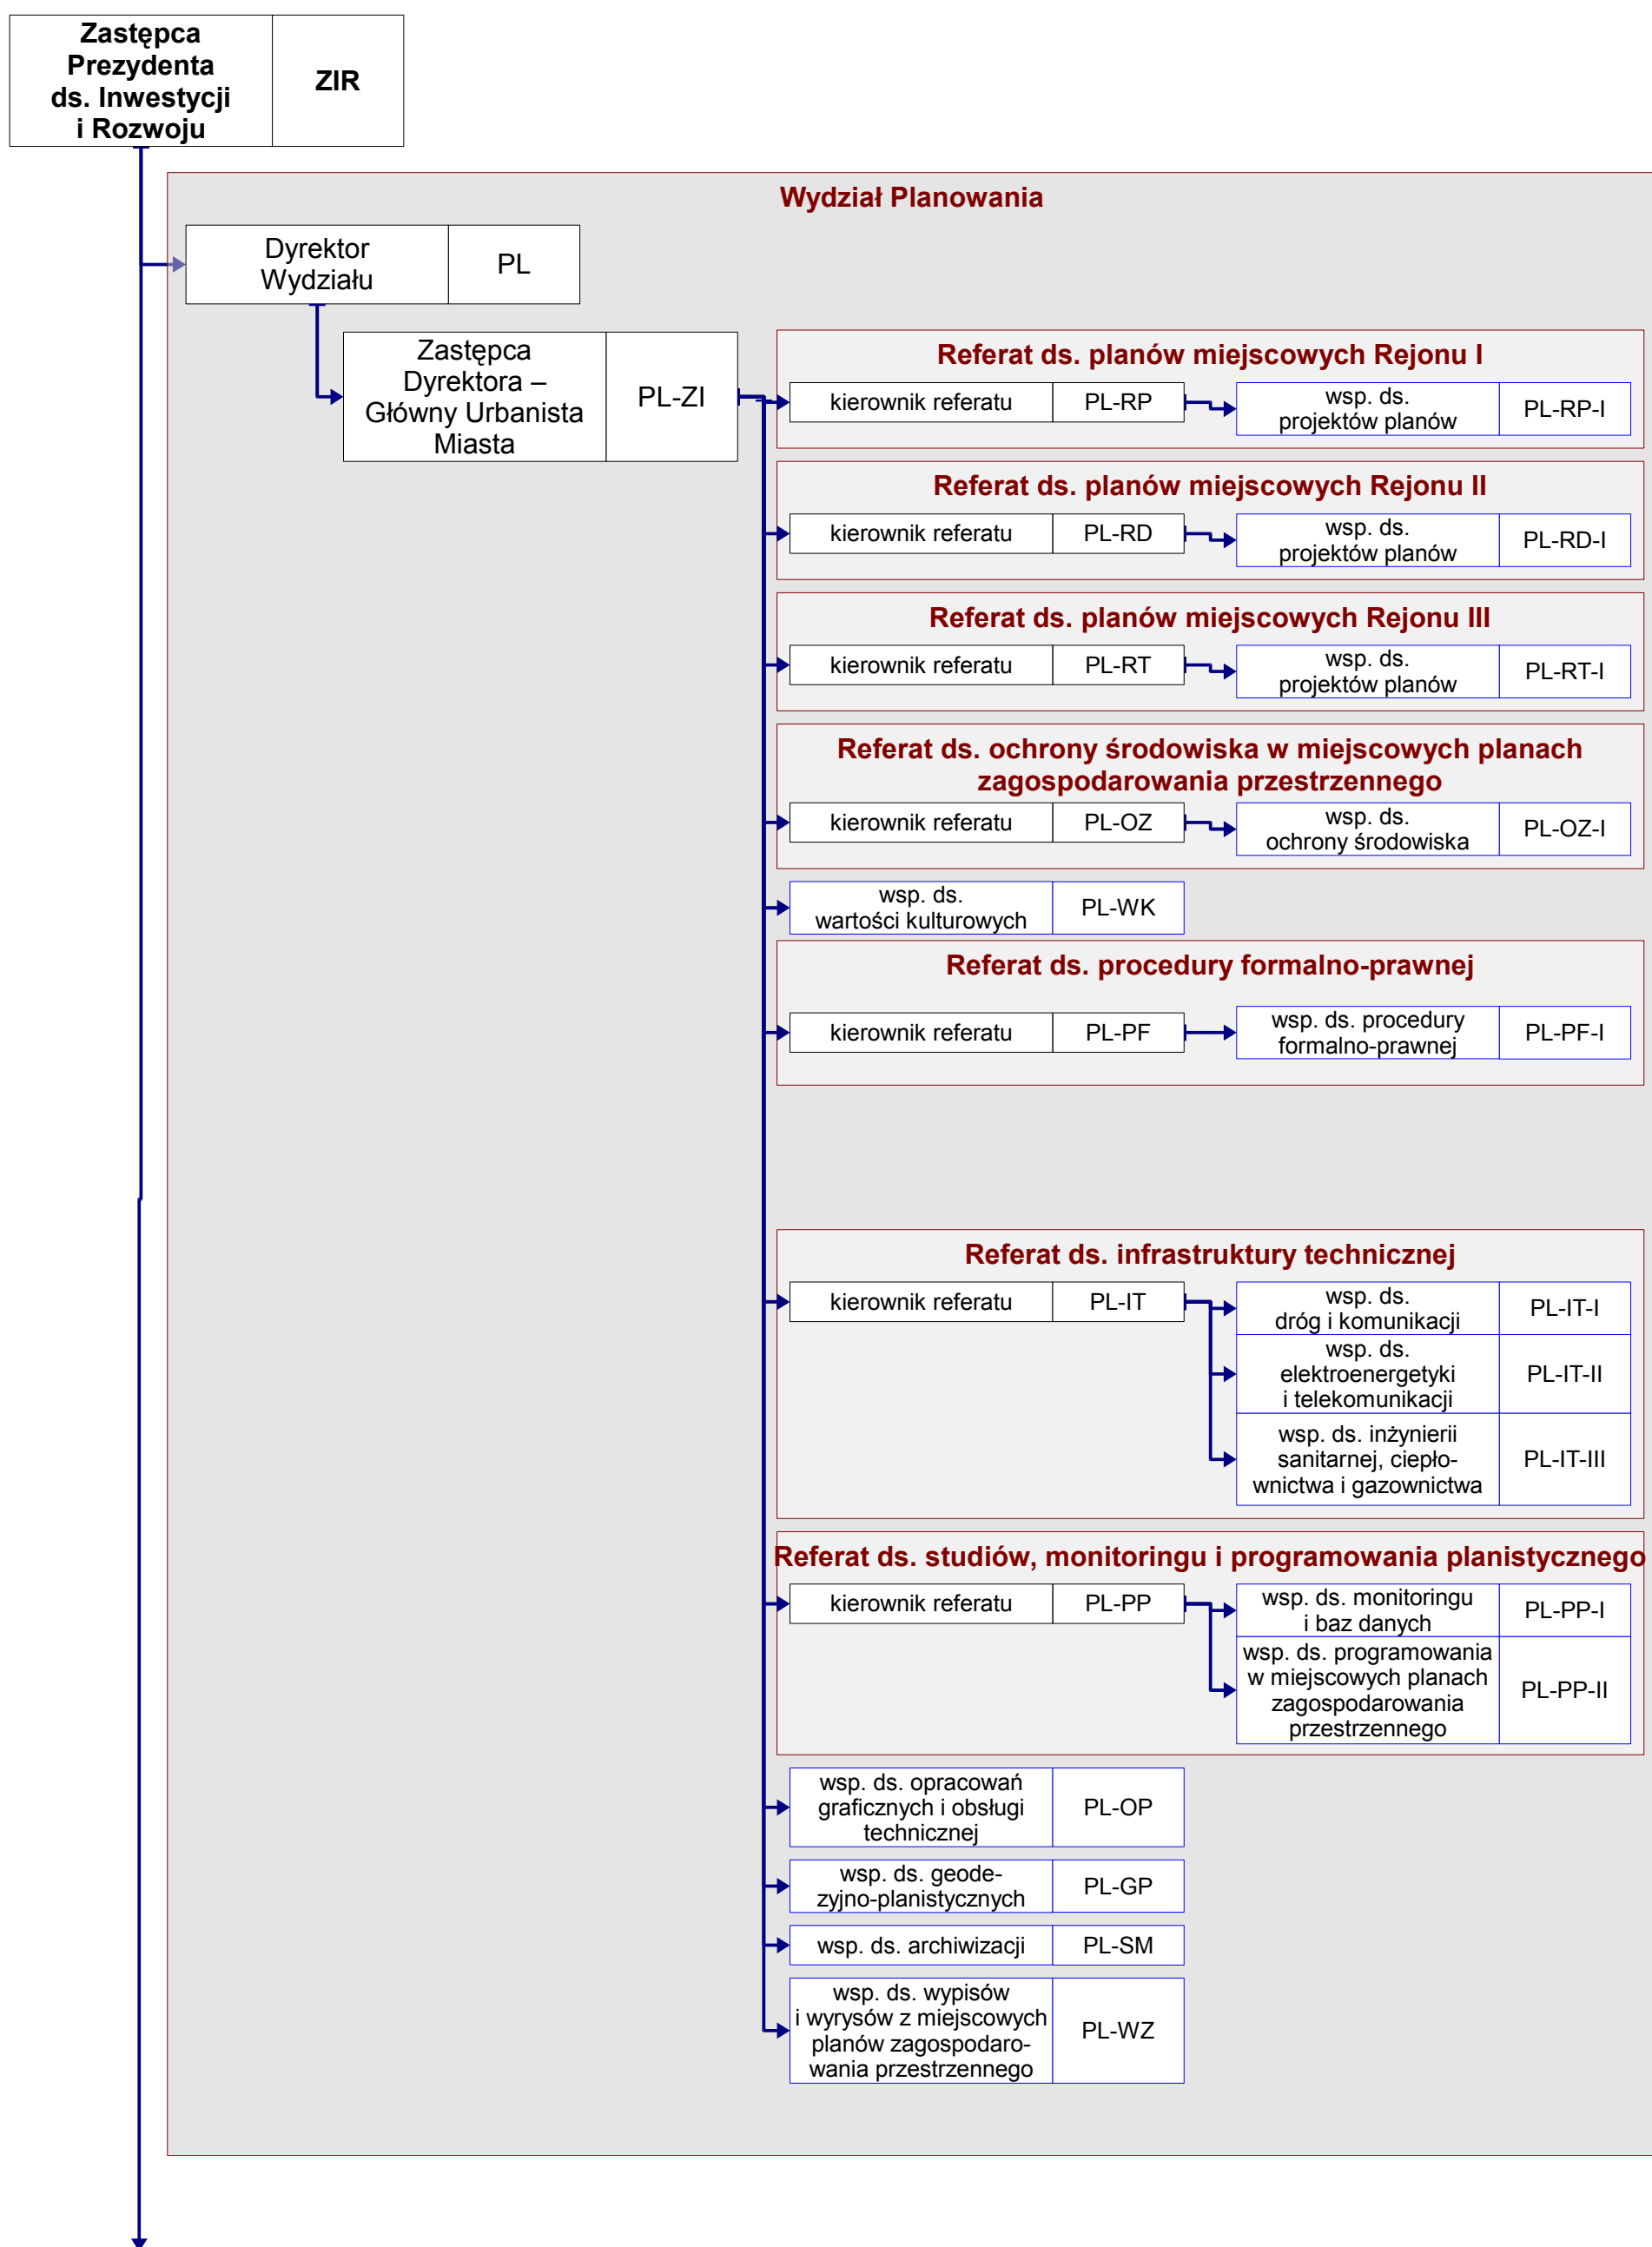 Zastępca
Prezydenta
ds. Inwestycji
i Rozwoju
ZIR
Wydział Planowania
Dyrektor
Wydziału
PL
Zastępca
Dyrektora –
Główny Urbanista
Miasta
PL-ZI
Referat ds. planów miejscowych Rejonu I
kierownik referatu
PL-RP
wsp. ds.
projektów planów
PL-RP-I
Referat ds. planów miejscowych Rejonu II
kierownik referatu
PL-RD
wsp. ds.
projektów planów
PL-RD-I
Referat ds. planów miejscowych Rejonu III
kierownik referatu
PL-RT
wsp. ds.
projektów planów
PL-RT-I
Referat ds. ochrony środowiska w miejscowych planach
zagospodarowania przestrzennego
kierownik referatu
PL-OZ
wsp. ds.
ochrony środowiska
PL-OZ-I
wsp. ds.
wartości kulturowych
PL-WK
Referat ds. procedury formalno-prawnej
kierownik referatu
PL-PF
wsp. ds. procedury
formalno-prawnej
PL-PF-I
Referat ds. infrastruktury technicznej
kierownik referatu
PL-IT
wsp. ds.
dróg i komunikacji
PL-IT-I
wsp. ds.
elektroenergetyki
i telekomunikacji
PL-IT-II
wsp. ds. inżynierii
sanitarnej, ciepło-
wnictwa i gazownictwa
PL-IT-III
Referat ds. studiów, monitoringu i programowania planistycznego
kierownik referatu
PL-PP
wsp. ds. monitoringu
i baz danych
PL-PP-I
wsp. ds. programowania
w miejscowych planach
zagospodarowania
przestrzennego
PL-PP-II
wsp. ds. opracowań
graficznych i obsługi
technicznej
PL-OP
wsp. ds. geode-
zyjno-planistycznych
PL-GP
wsp. ds. archiwizacji
PL-SM
wsp. ds. wypisów
i wyrysów z miejscowych
planów zagospodaro-
wania przestrzennego
PL-WZ